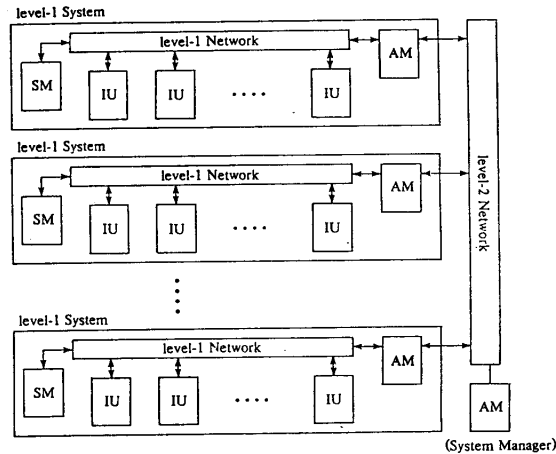 level-1 System
level-1 Network
SM
IU
IU
....
IU
AM
level-1 System
level-1 Network
SM
IU
IU
....
IU
AM
level-1 System
level-1 Network
SM
IU
IU
....
IU
AM
level-2 Network
AM
(System Manager)